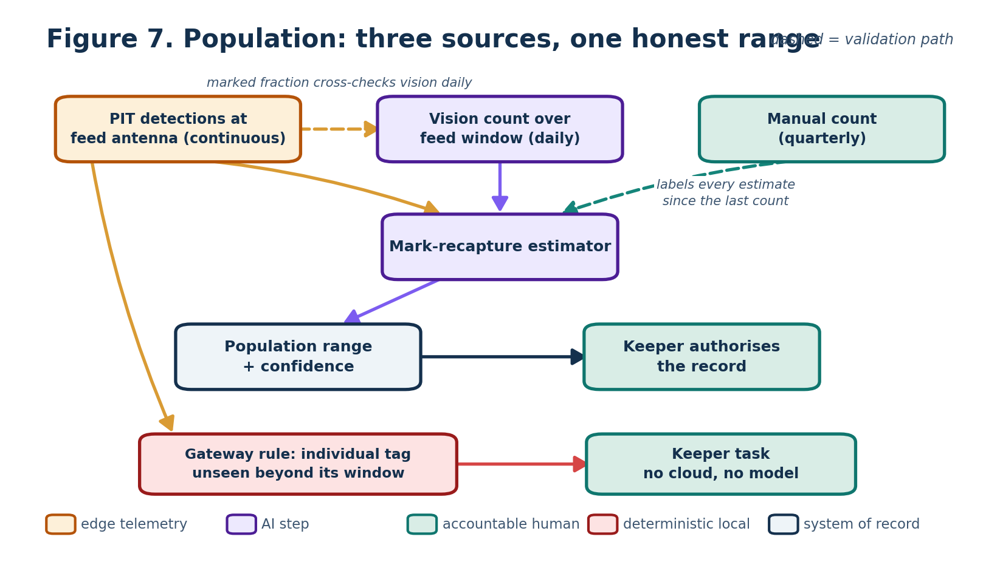 Figure 7. Population: three sources, one honest range
dashed = validation path
marked fraction cross-checks vision daily
PIT detections at
feed antenna (continuous)
Vision count over
feed window (daily)
Manual count
(quarterly)
labels every estimate
since the last count
Mark-recapture estimator
Population range
+ confidence
Keeper authorises
the record
Gateway rule: individual tag
unseen beyond its window
Keeper task
no cloud, no model
edge telemetry
AI step
accountable human
deterministic local
system of record